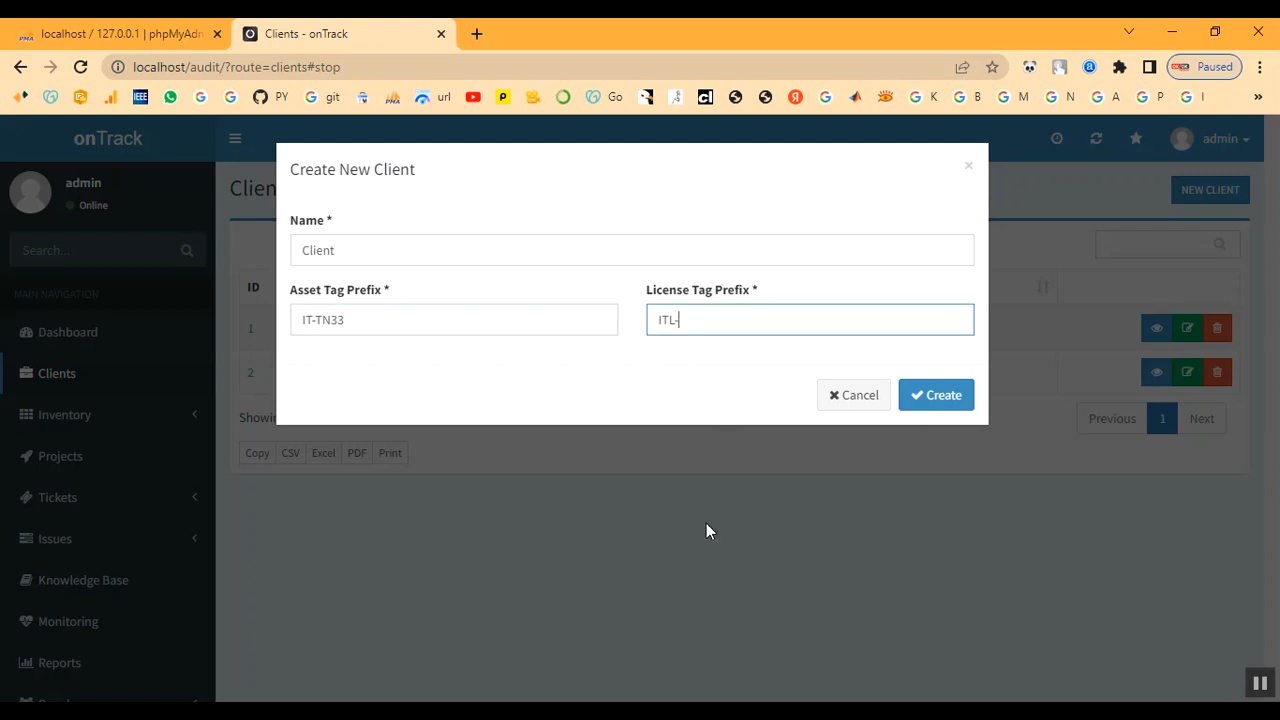 localhost / 127.0.0.1 | phpMyAdn
Clients - onTrack
localhost/audit/?route=clients#stop
Paused
PY
git
url
Go
K
B
M
N
A
P
I
»
onTrack
admin
admin
Online
Search...
MAIN NAVIGATION
Dashboard
Clients
Inventory
Projects
Tickets
Issues
Knowledge Base
Monitoring
Reports
Clien
NEW CLIENT
Create New Client
×
Name *
Client
Asset Tag Prefix *
License Tag Prefix *
IT-TN33
ITL-
Cancel
Create
ID
1
2
Showin
Previous
1
Next
Copy
CSV
Excel
PDF
Print